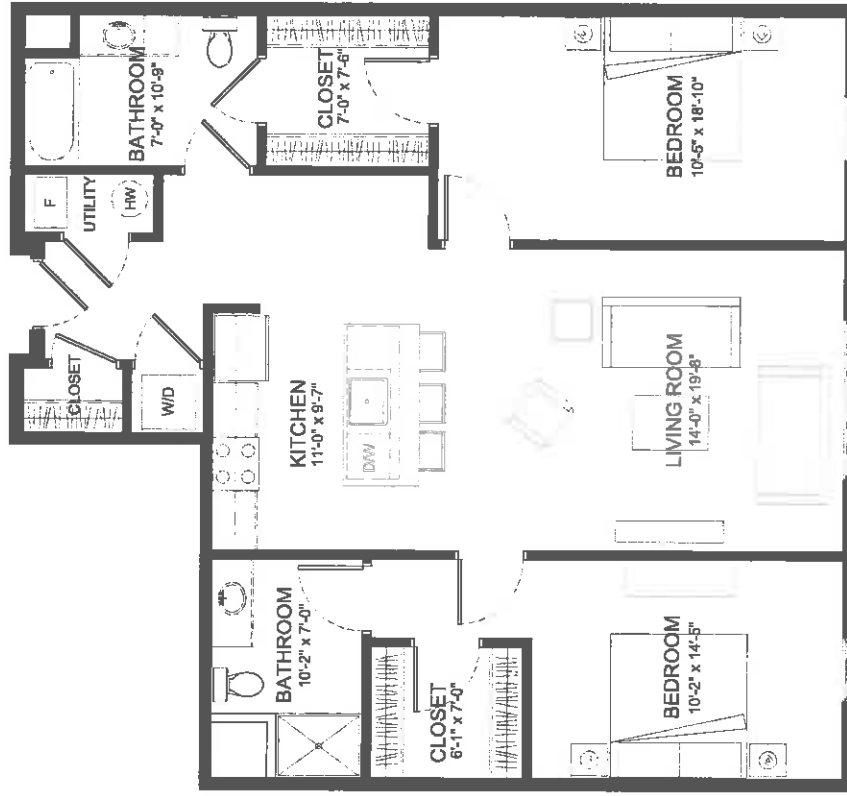 F
CLOSET
UTILITY
HW
BATHROOM
7'-0" x 10'-9"
W/D
BATHROOM
10'-2" x 7'-0"
KITCHEN
11'-0" x 9'-7"
CLOSET
7'-0" x 7'-6"
D/W
CLOSET
6'-1" x 7'-0"
BEDROOM
10'-2" x 14'-5"
LIVING ROOM
14'-0" x 19'-8"
BEDROOM
10'-5" x 18'-10"